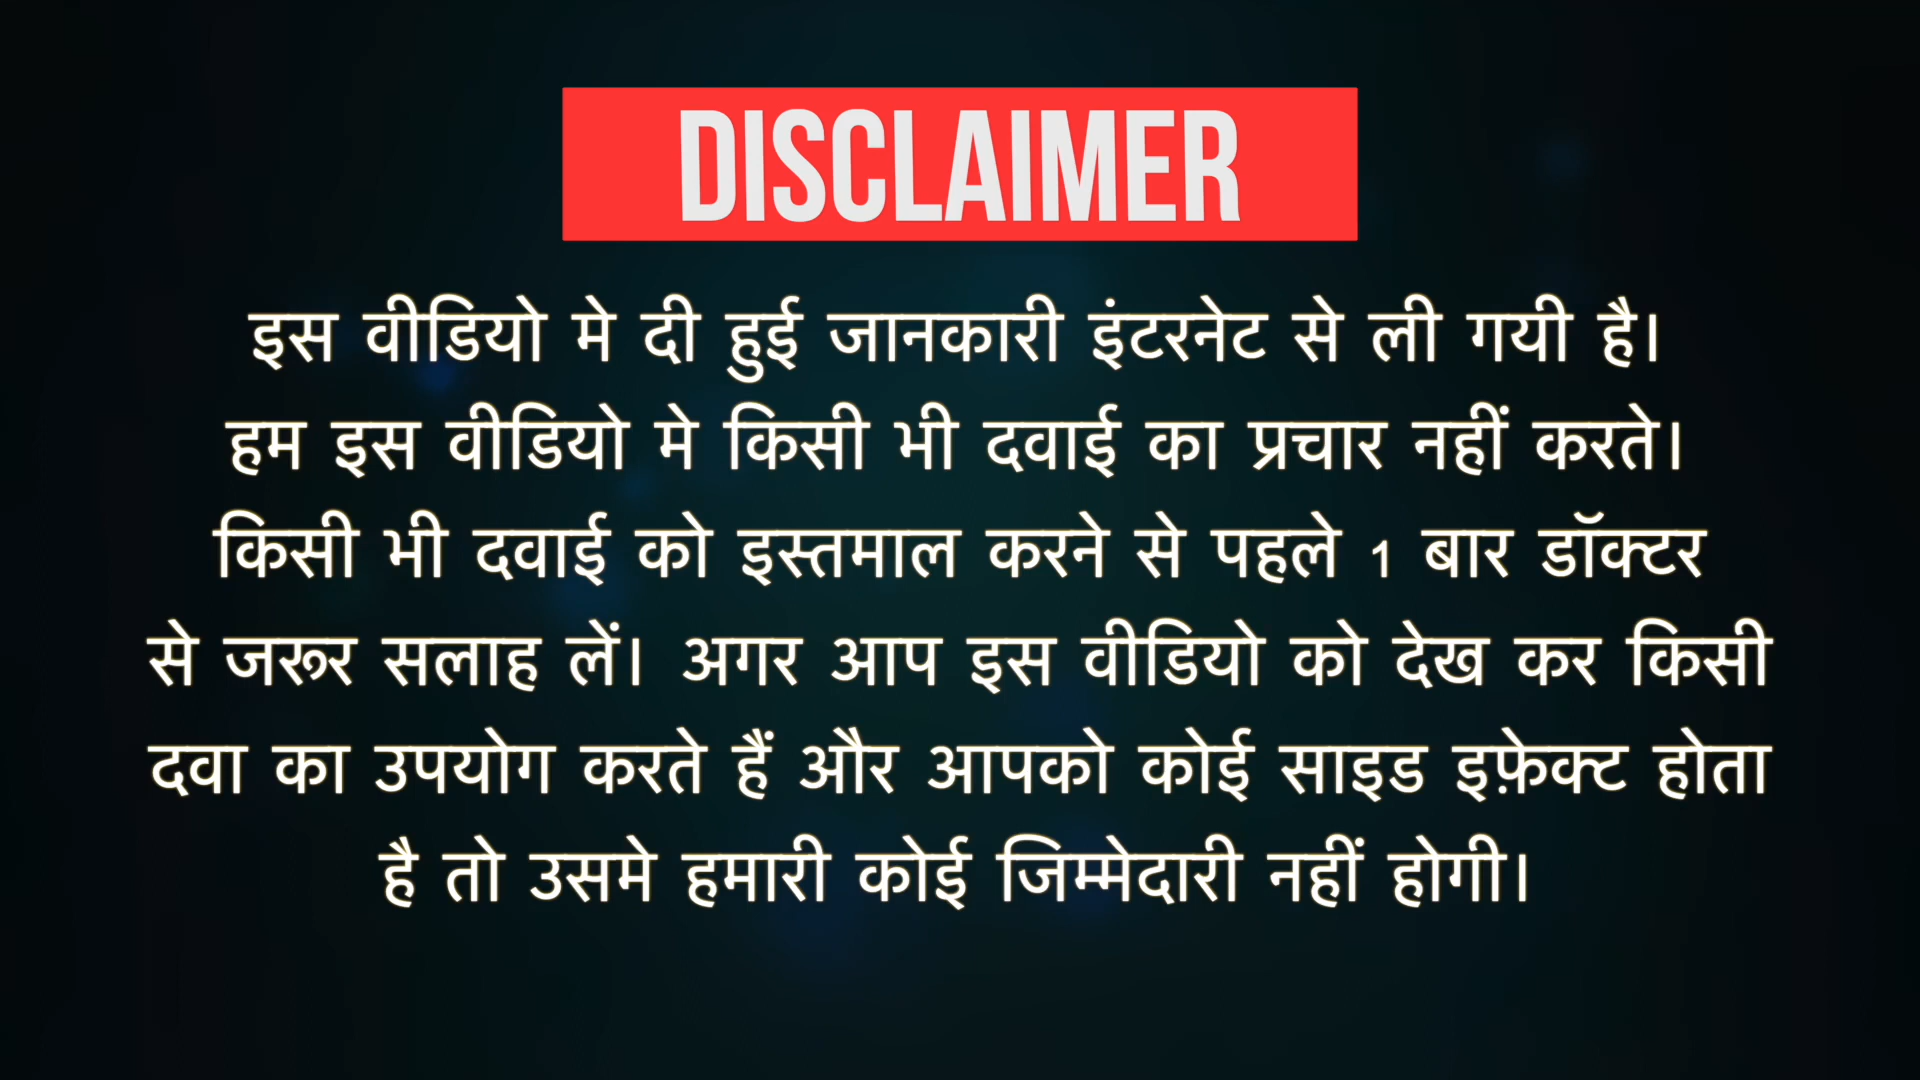 DISCLAIMER
इस वीडियो मे दी हुई जानकारी इंटरनेट से ली गयी है।
हम इस वीडियो मे किसी भी दवाई का प्रचार नहीं करते।
किसी भी दवाई को इस्तमाल करने से पहले 1 बार डॉक्टर
से जरूर सलाह लें। अगर आप इस वीडियो को देख कर किसी
दवा का उपयोग करते हैं और आपको कोई साइड इफ़ेक्ट होता
है तो उसमे हमारी कोई जिम्मेदारी नहीं होगी।